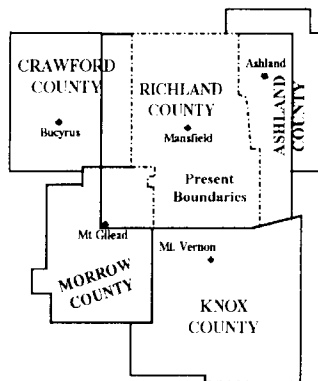 CRAWFORD
COUNTY
Bucyrus
RICHLAND
COUNTY
Mansfield
Ashland
ASHLAND
COUNTY
Present
Boundaries
Mt. Gilead
MORROW
COUNTY
Mt. Vernon
KNOX
COUNTY